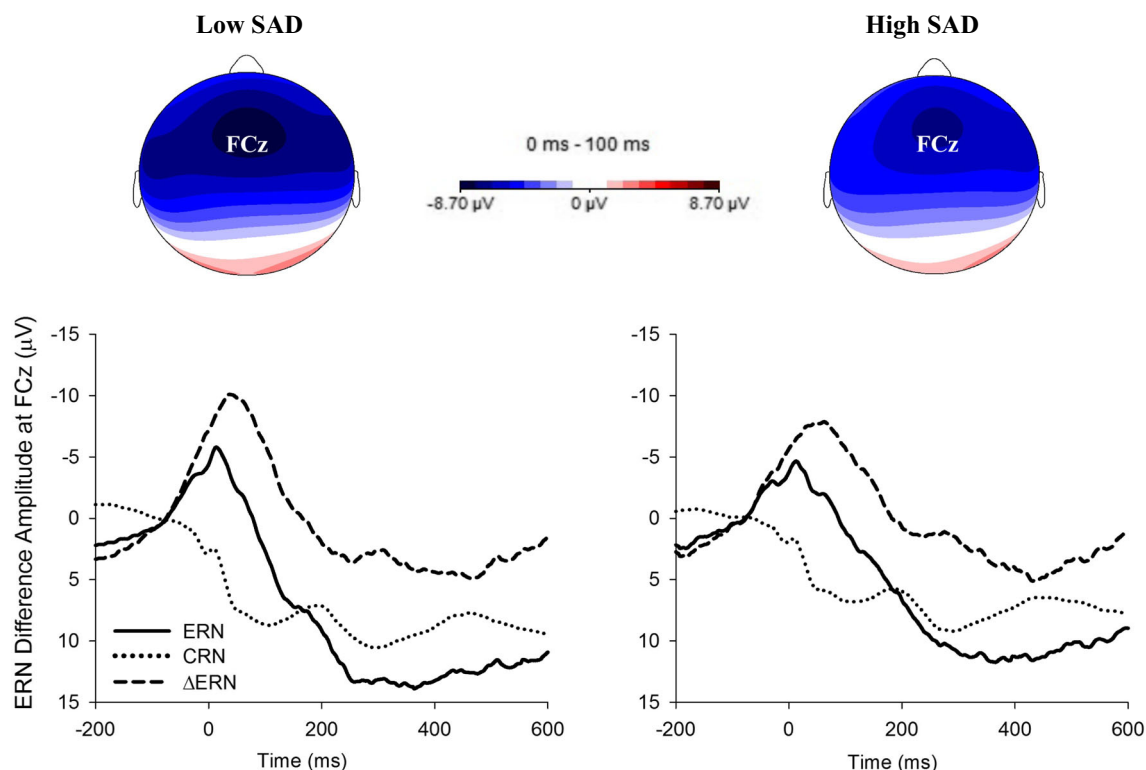 Low SAD
High SAD
FCz
0 ms - 100 ms
FCz
-8.70 µV
0 µV
8.70 µV
ERN Difference Amplitude at FCz (µV)
-15
-10
-5
0
5
10
15
ERN
CRN
ΔERN
-200
0
200
400
600
Time (ms)
-15
-10
-5
0
5
10
15
-200
0
200
400
600
Time (ms)